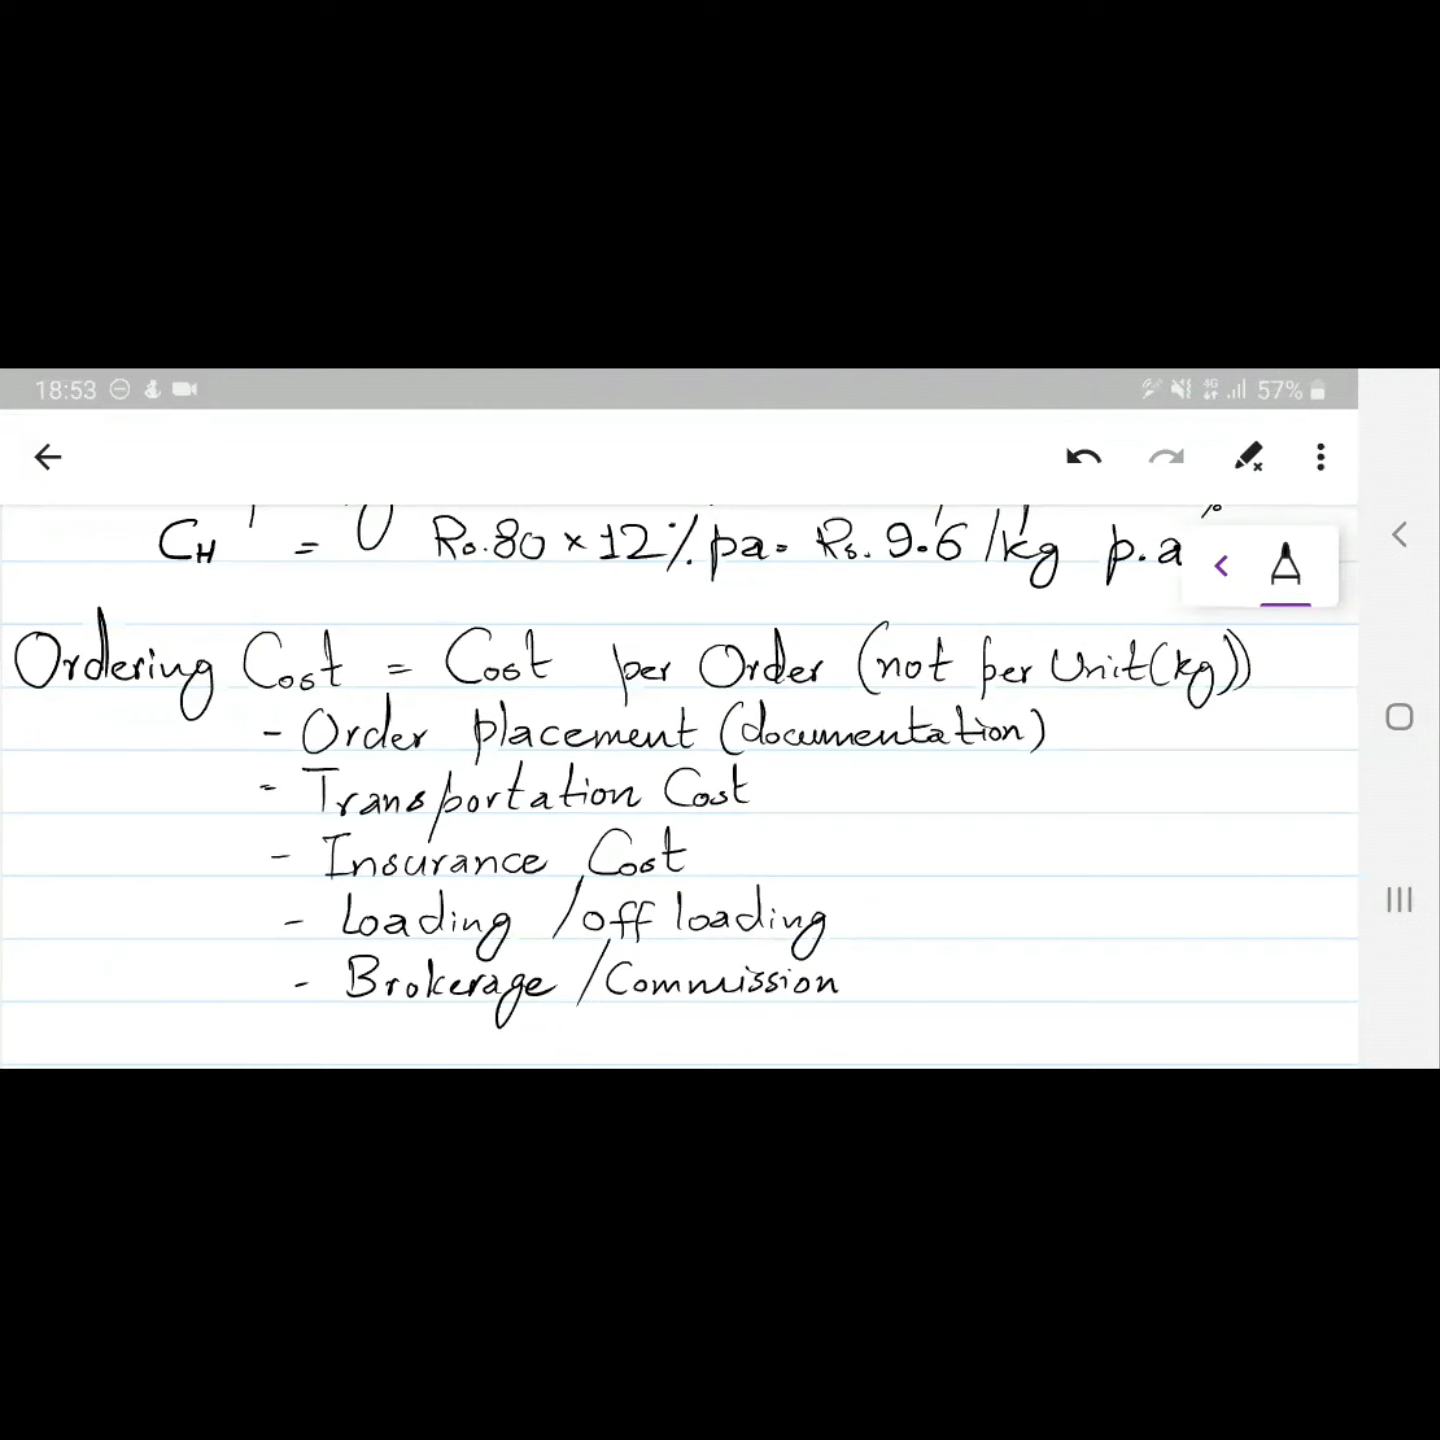 18:53 4G 57%
CH = Rs.80 × 12% pa = Rs. 9.6 /kg p.a
Ordering Cost = Cost per Order (not per Unit(kg))
- Order placement (documentation)
- Transportation Cost
- Insurance Cost
- Loading /off loading
- Brokerage /Commission